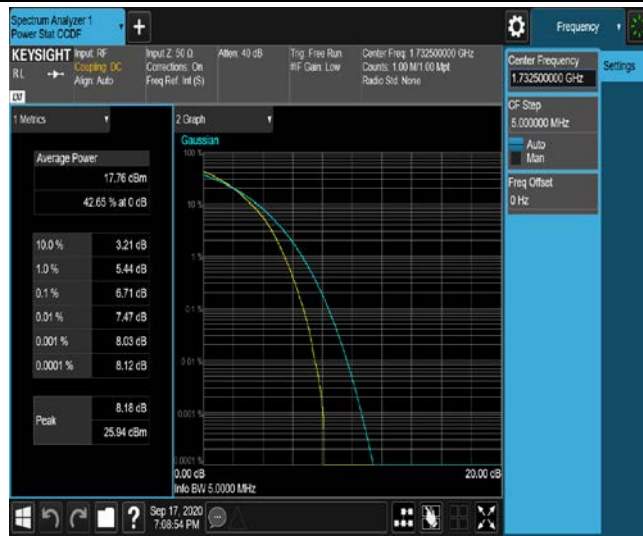 Spectrum Analyzer 1
Power Stat CCDF
Frequency
KEYSIGHT
RL
LXI
Input: RF
Coupling: DC
Align: Auto
Input Z: 50 Ω
Corrections: On
Freq Ref: Int (S)
Atten: 40 dB
Trig: Free Run
#IF Gain: Low
Center Freq: 1.732500000 GHz
Counts: 1.00 M/1.00 Mpt
Radio Std: None
Center Frequency
1.732500000 GHz
Settings
CF Step
5.000000 MHz
Auto
Man
Freq Offset
0 Hz
1 Metrics
Average Power
17.76 dBm
42.65 % at 0 dB
10.0 % 3.21 dB
1.0 % 5.44 dB
0.1 % 6.71 dB
0.01 % 7.47 dB
0.001 % 8.03 dB
0.0001 % 8.12 dB
Peak
8.18 dB
25.94 dBm
2 Graph
Gaussian
100 %
10 %
1 %
0.1 %
0.01 %
0.001 %
0.0001 %
0.00 dB
20.00 dB
Info BW 5.0000 MHz
Sep 17, 2020
7:08:54 PM